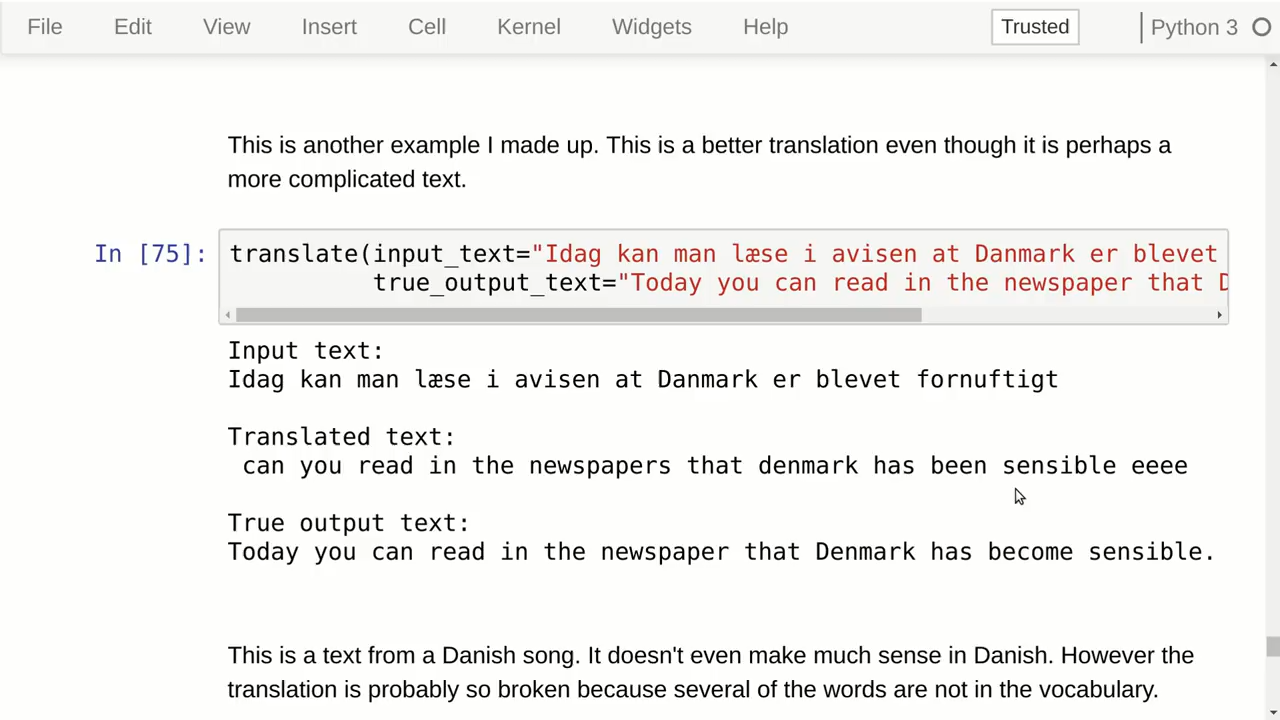 File Edit View Insert Cell Kernel Widgets Help Trusted Python 3
This is another example I made up. This is a better translation even though it is perhaps a
more complicated text.
In [75]: translate(input_text="Idag kan man læse i avisen at Danmark er blevet
true_output_text="Today you can read in the newspaper that D
Input text:
Idag kan man læse i avisen at Danmark er blevet fornuftigt
Translated text:
can you read in the newspapers that denmark has been sensible eeee
True output text:
Today you can read in the newspaper that Denmark has become sensible.
This is a text from a Danish song. It doesn't even make much sense in Danish. However the
translation is probably so broken because several of the words are not in the vocabulary.